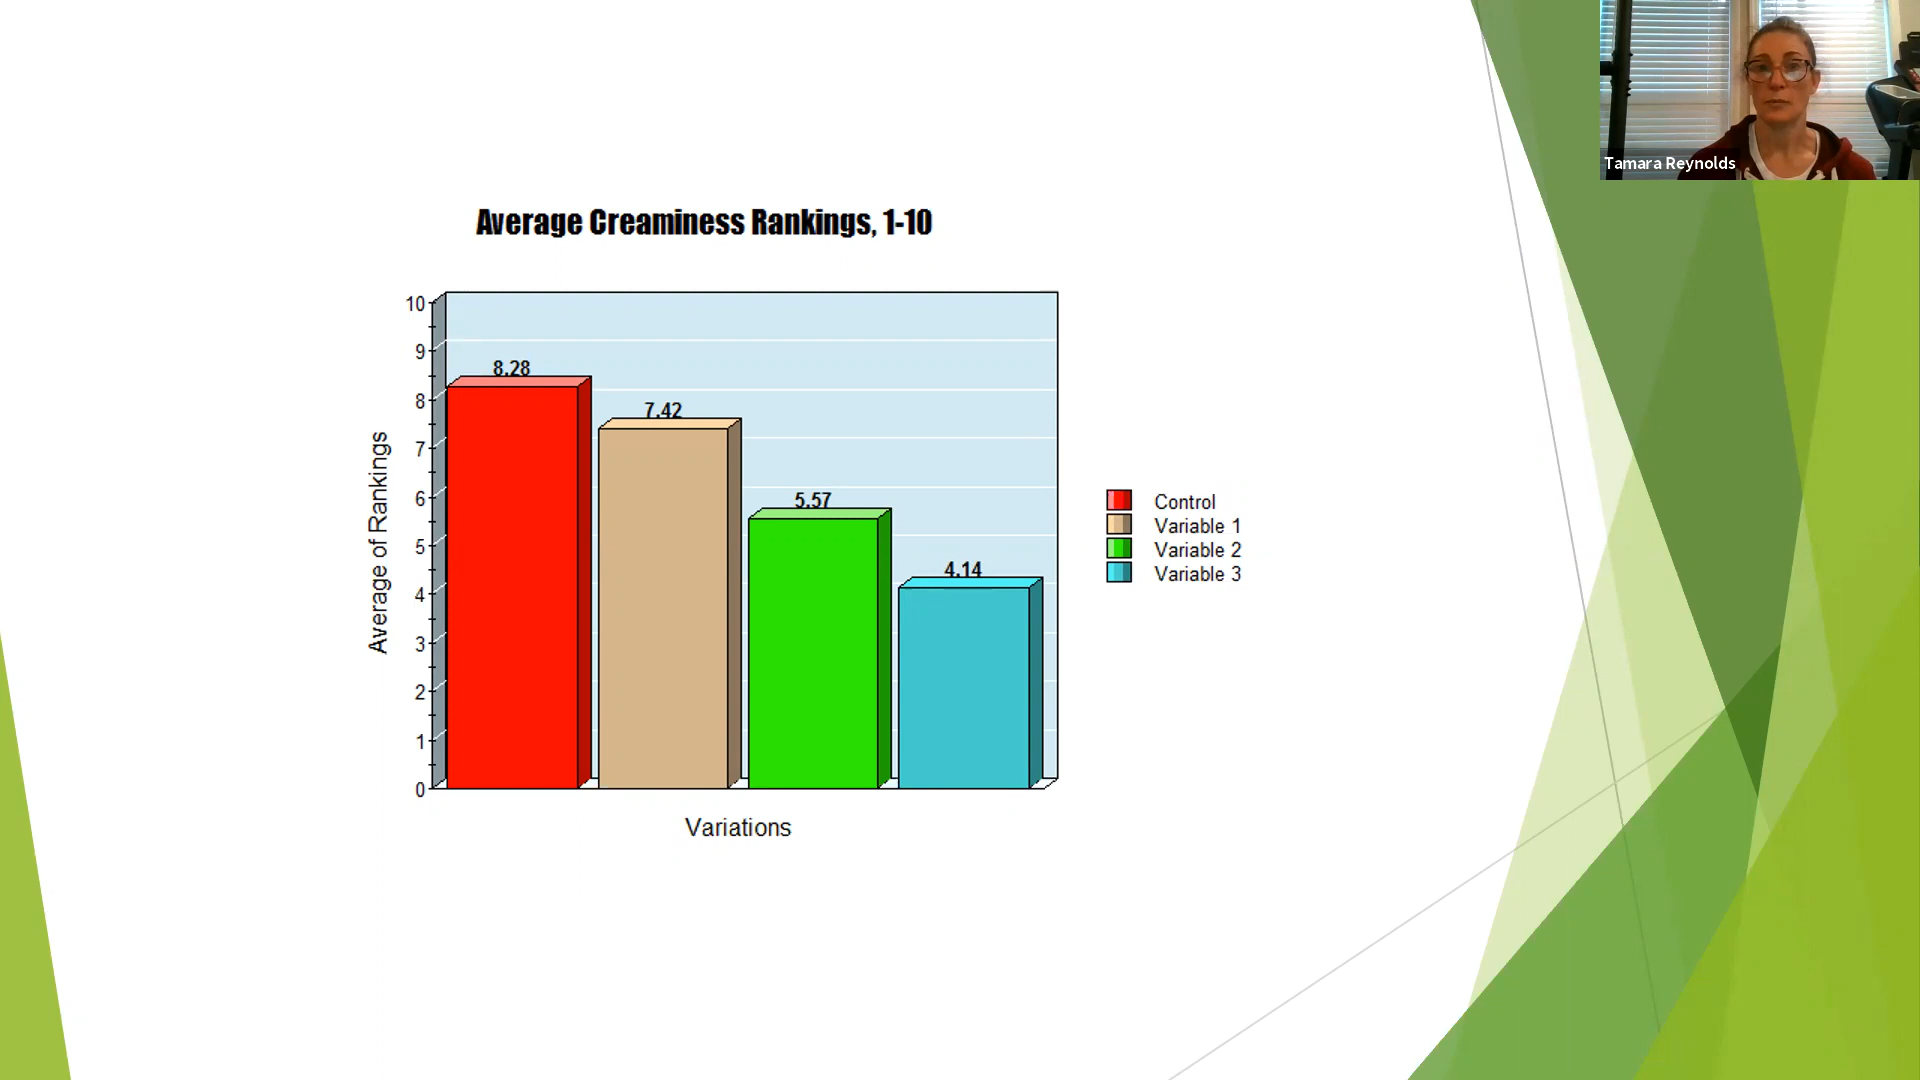 Tamara Reynolds
Average Creaminess Rankings, 1-10
10
9
8
7
6
5
4
3
2
1
0
Average of Rankings
8.28
7.42
5.57
4.14
Variations
Control
Variable 1
Variable 2
Variable 3